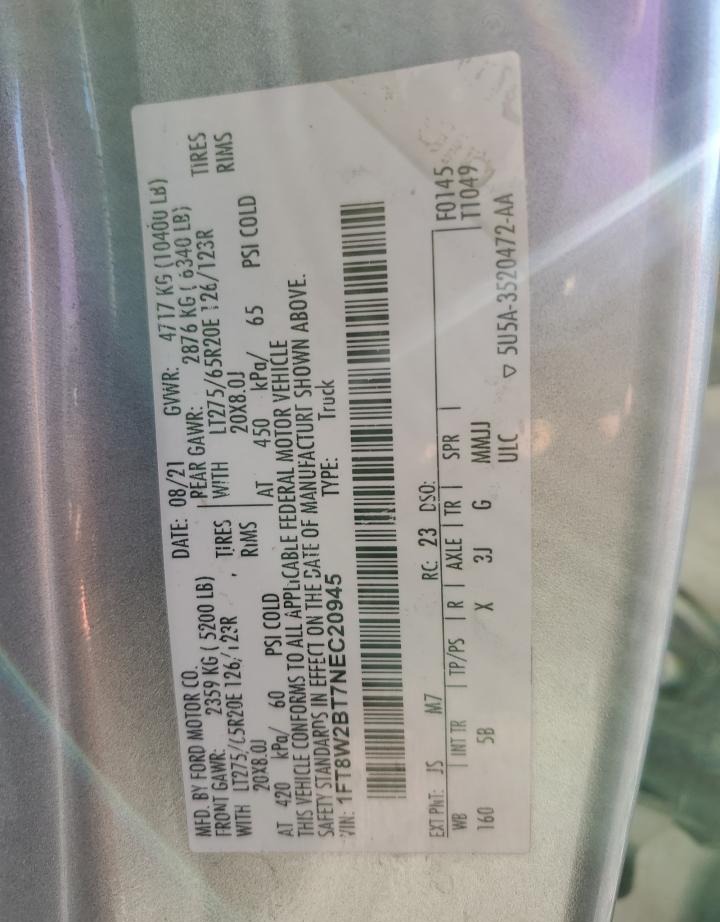 MFD. BY FORD MOTOR CO. DATE: 08/21 GVWR: 4717 KG (10400 LB)
FRONT GAWR: 2359 KG ( 5200 LB) REAR GAWR: 2876 KG ( 6340 LB)
WITH LT275/65R20E 126/123R TIRES WITH LT275/65R20E 126/123R TIRES
20X8.0J RIMS 20X8.0J RIMS
AT 420 kPa/ 60 PSI COLD AT 450 kPa/ 65 PSI COLD
THIS VEHICLE CONFORMS TO ALL APPLICABLE FEDERAL MOTOR VEHICLE
SAFETY STANDARDS IN EFFECT ON THE DATE OF MANUFACTURT SHOWN ABOVE.
VIN: 1FT8W2BT7NEC20945 TYPE: Truck
EXT PNT: JS M7 RC: 23 DSO: F0145
WB INT TR TP/PS R AXLE TR SPR T1049
160 5B X 3J G MMJJ
ULC ▽ 5U5A-3520472-AA